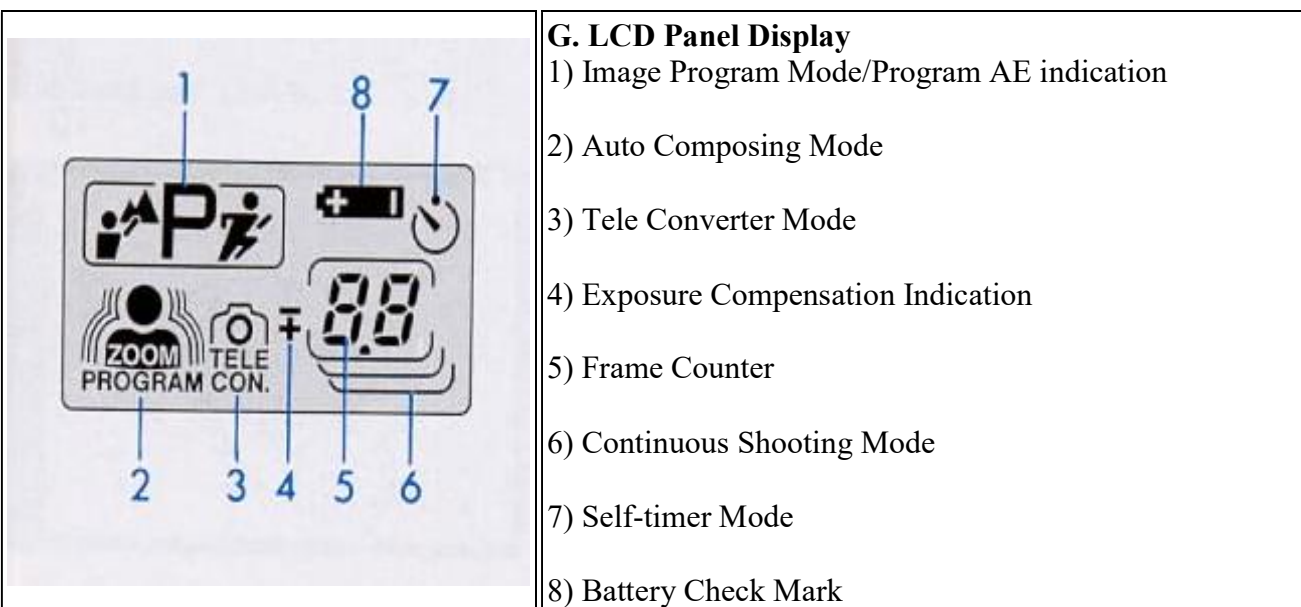 1 8 7
P
88
ZOOM TELE
PROGRAM CON.
2 3 4 5 6
G. LCD Panel Display
1) Image Program Mode/Program AE indication
2) Auto Composing Mode
3) Tele Converter Mode
4) Exposure Compensation Indication
5) Frame Counter
6) Continuous Shooting Mode
7) Self-timer Mode
8) Battery Check Mark